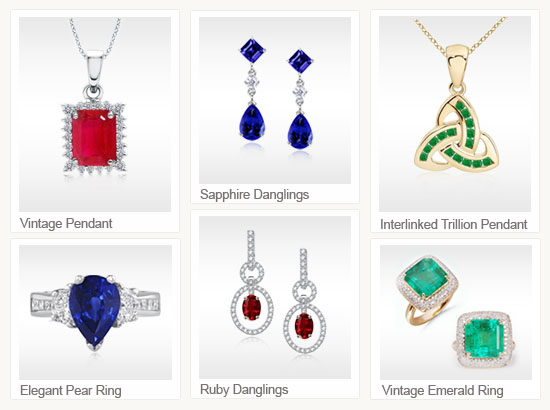 Vintage Pendant
Sapphire Danglings
Interlinked Trillion Pendant
Elegant Pear Ring
Ruby Danglings
Vintage Emerald Ring